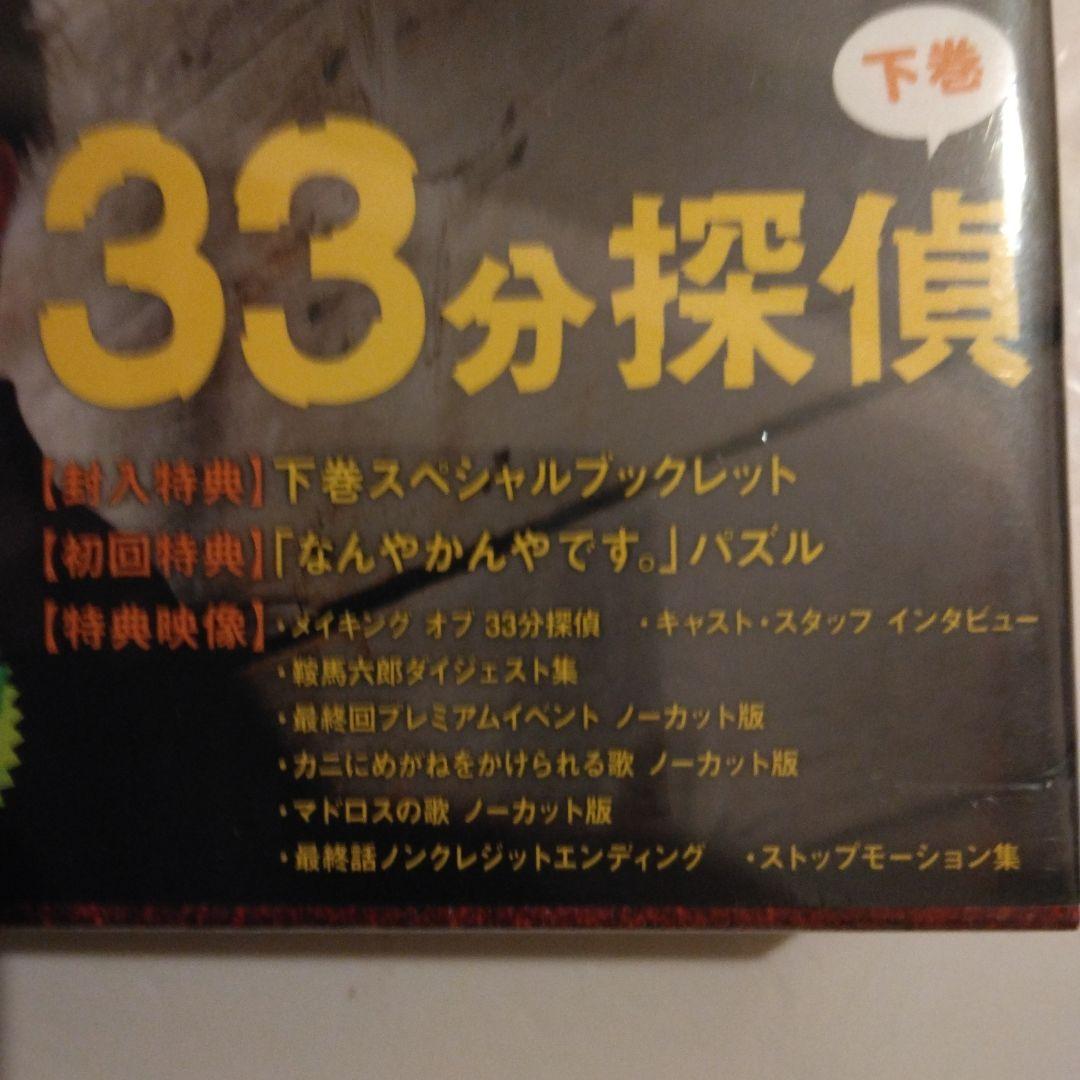 下巻
33分探偵
【封入特典】下巻スペシャルブックレット
【初回特典】「なんやかんやです。」パズル
【特典映像】・メイキング オブ 33分探偵 ・キャスト・スタッフ インタビュー
・鞍馬六郎ダイジェスト集
・最終回プレミアムイベント ノーカット版
・カニにめがねをかけられる歌 ノーカット版
・マドロスの歌 ノーカット版
・最終話ノンクレジットエンディング ・ストップモーション集